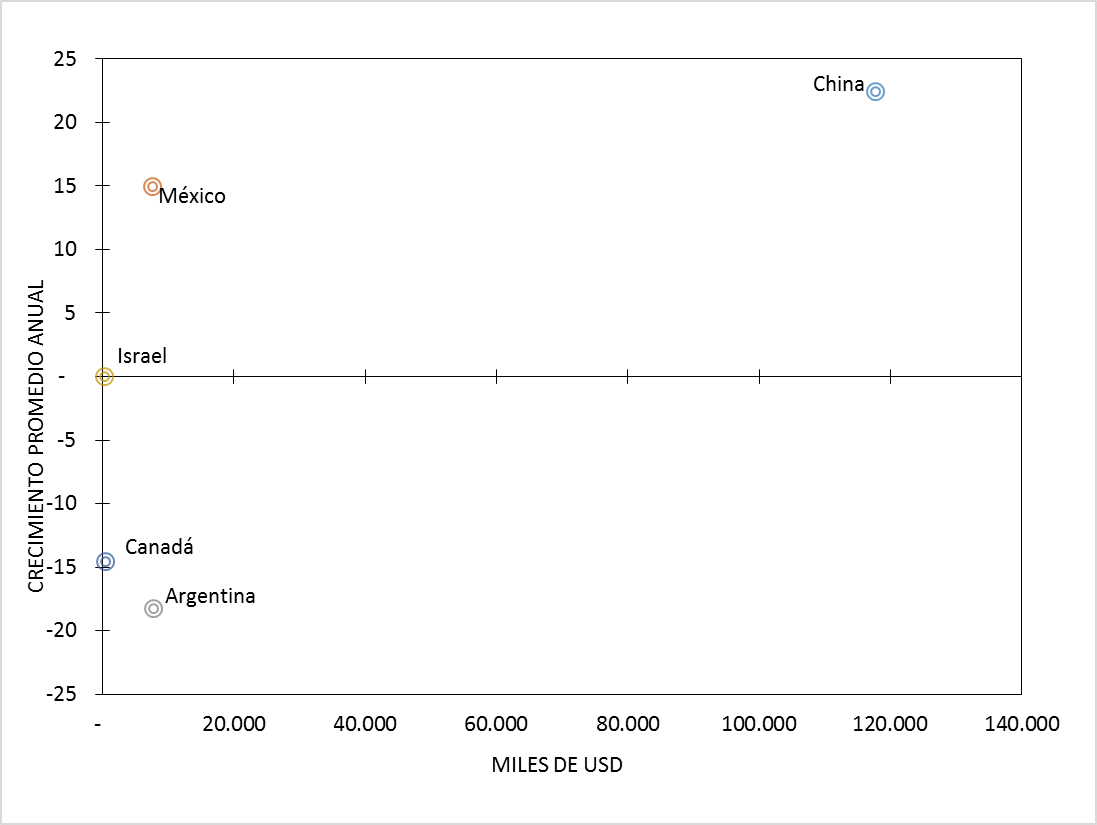 25
China
20
15
México
10
5
Israel
-
-5
-10
Canadá
-15
Argentina
-20
-25
CRECIMIENTO PROMEDIO ANUAL
- 20.000 40.000 60.000 80.000 100.000 120.000 140.000
MILES DE USD